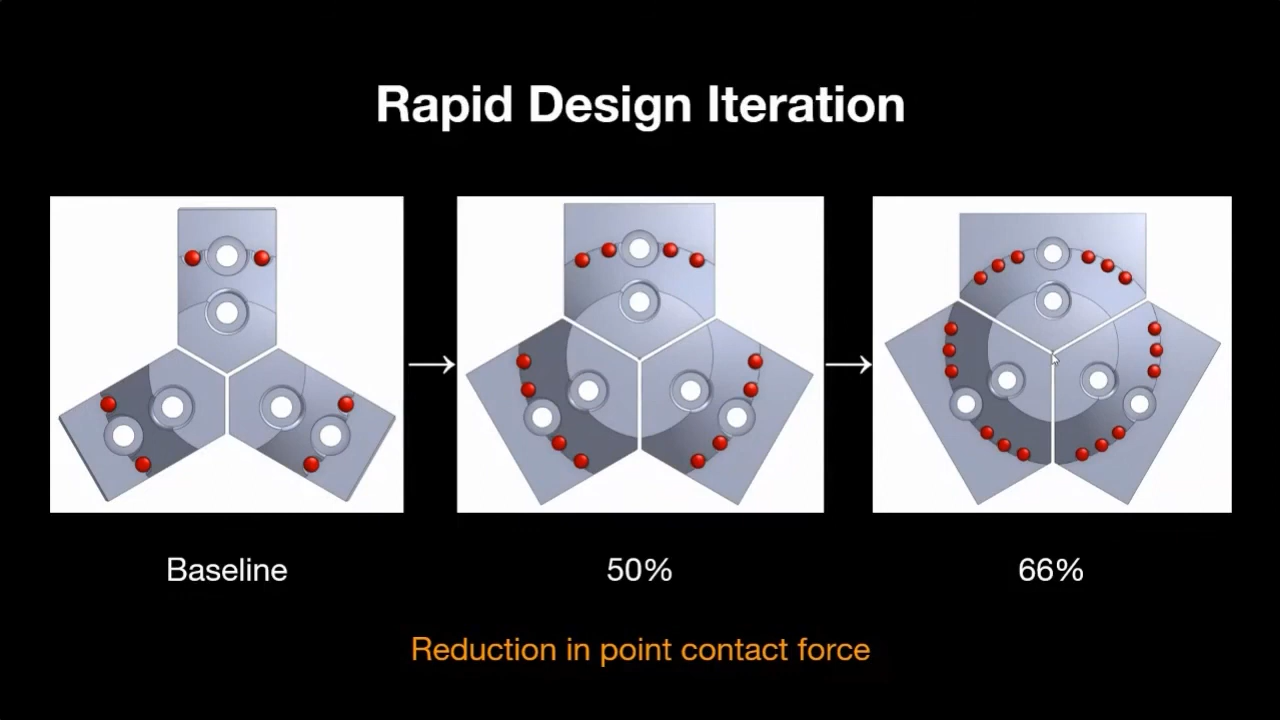 Rapid Design Iteration
Baseline
50%
66%
Reduction in point contact force